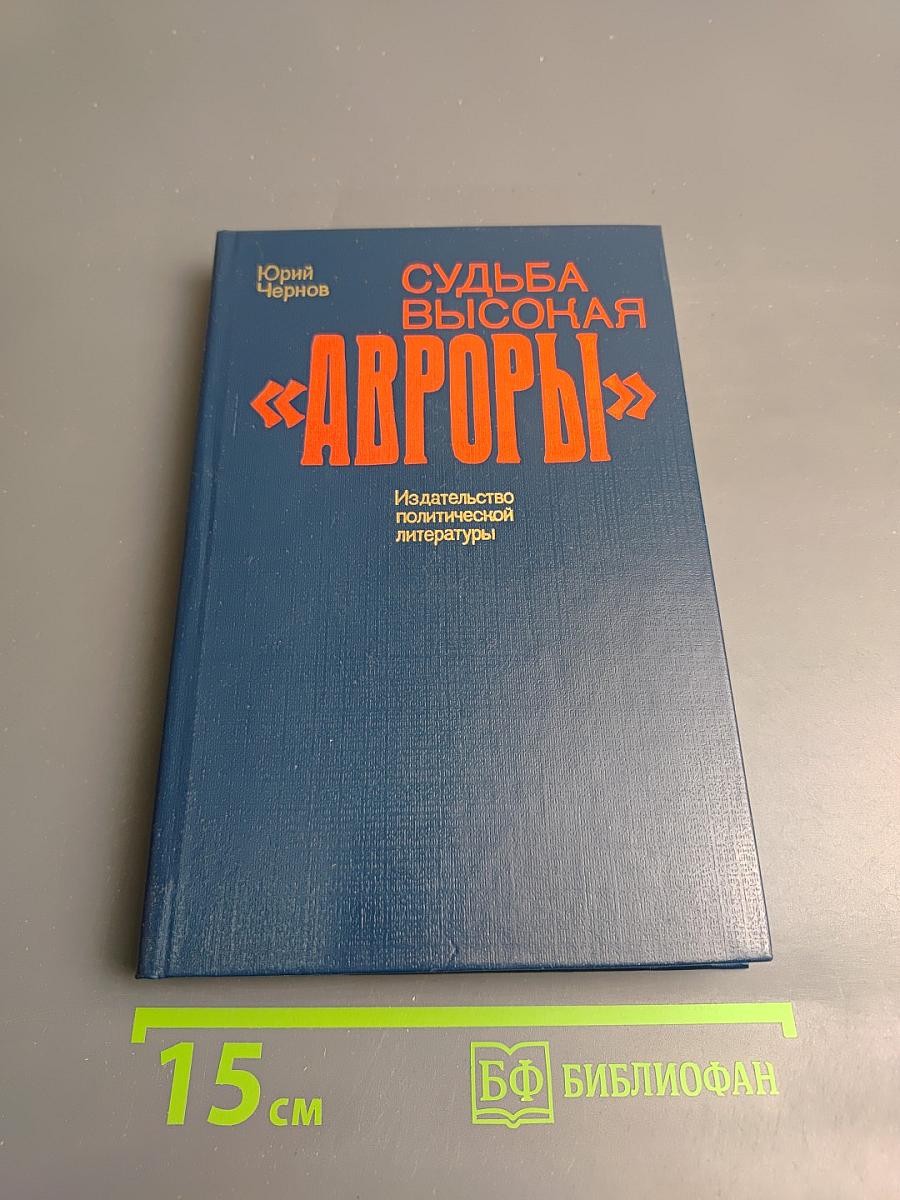 Юрий
Чернов
СУДЬБА
ВЫСОКАЯ
«АВРОРЫ»
Издательство
политической
литературы
15 см
БФ БИБЛИОФАН